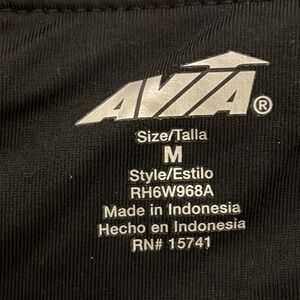 AVIA®
Size/Talla
M
Style/Estilo
RH6W968A
Made in Indonesia
Hecho en Indonesia
RN# 15741